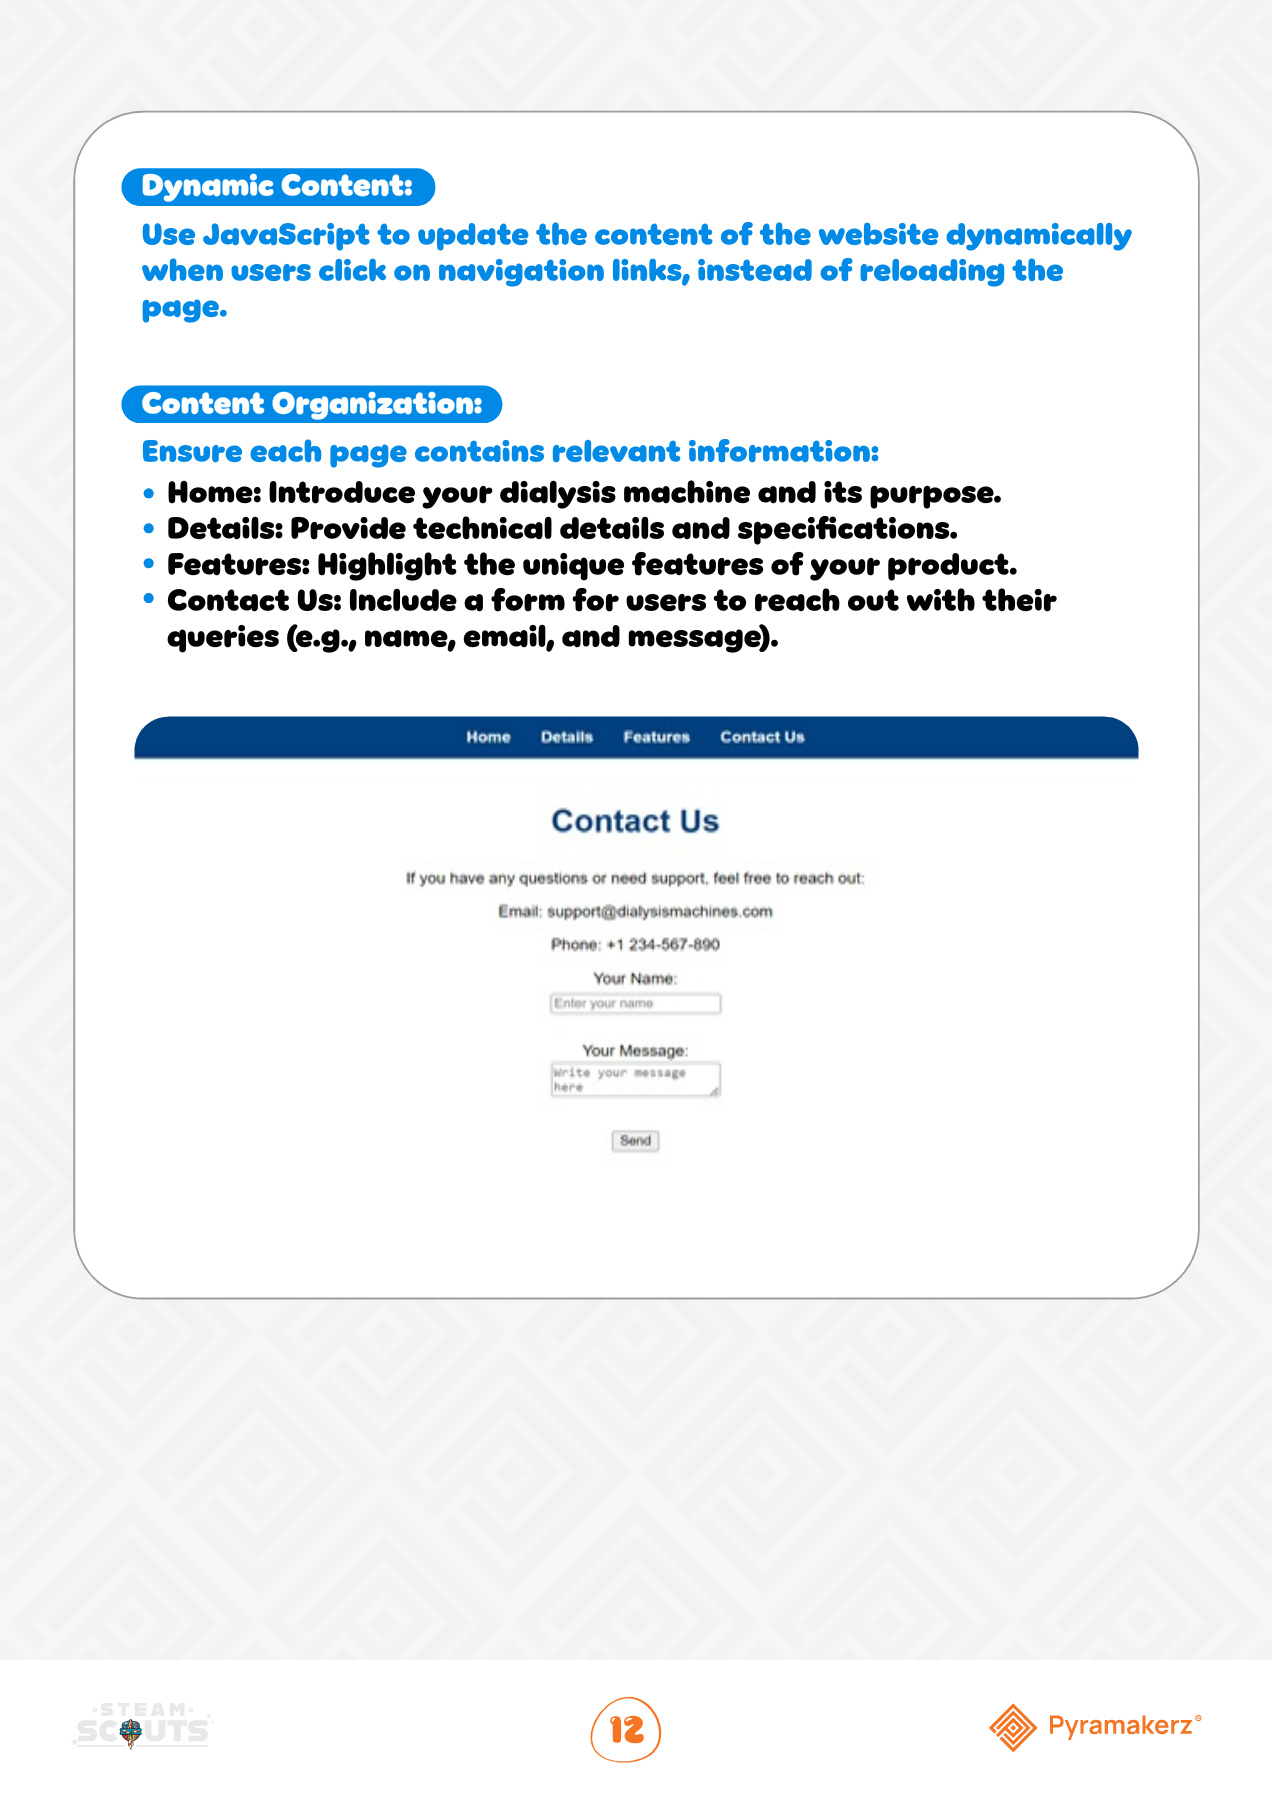 Dynamic Content:
Use JavaScript to update the content of the website dynamically
when users click on navigation links, instead of reloading the
page.
Content Organization:
Ensure each page contains relevant information:
• Home: Introduce your dialysis machine and its purpose.
• Details: Provide technical details and specifications.
• Features: Highlight the unique features of your product.
• Contact Us: Include a form for users to reach out with their
queries (e.g., name, email, and message).
Home Details Features Contact Us
Contact Us
If you have any questions or need support, feel free to reach out:
Email: support@dialysismachines.com
Phone: +1 234-567-890
Your Name:
Enter your name
Your Message:
Write your message
here
Send
STEAM
SCOUTS
12
Pyramakerz